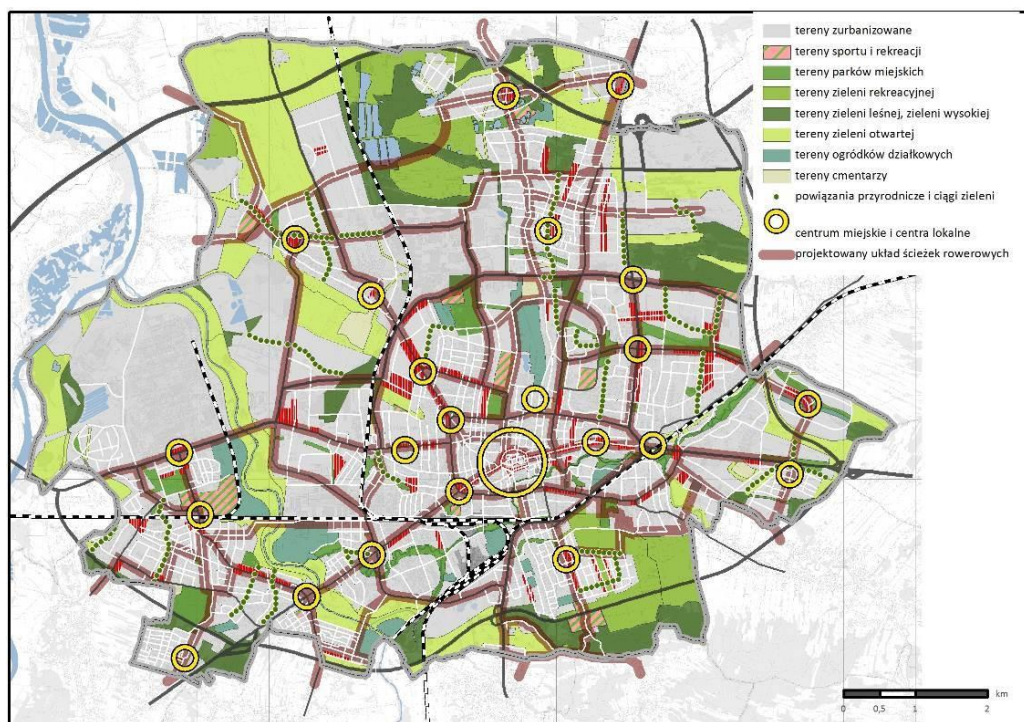 tereny zurbanizowane
tereny sportu i rekreacji
tereny parków miejskich
tereny zieleni rekreacyjnej
tereny zieleni leśnej, zieleni wysokiej
tereny zieleni otwartej
tereny ogródków działkowych
tereny cmentarzy
powiązania przyrodnicze i ciągi zieleni
centrum miejskie i centra lokalne
projektowany układ ścieżek rowerowych
km
0 0,5 1 2